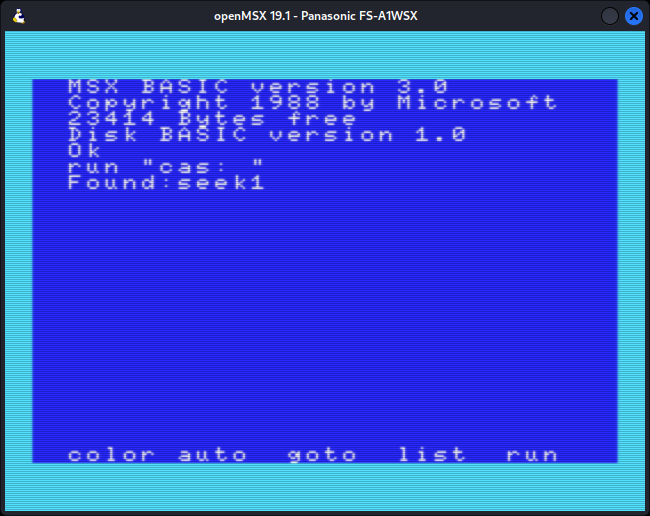 openMSX 19.1 - Panasonic FS-A1WSX
MSX BASIC version 3.0
Copyright 1988 by Microsoft
23414 Bytes free
Disk BASIC version 1.0
Ok
run "cas: "
Found:seek1
color auto goto list run